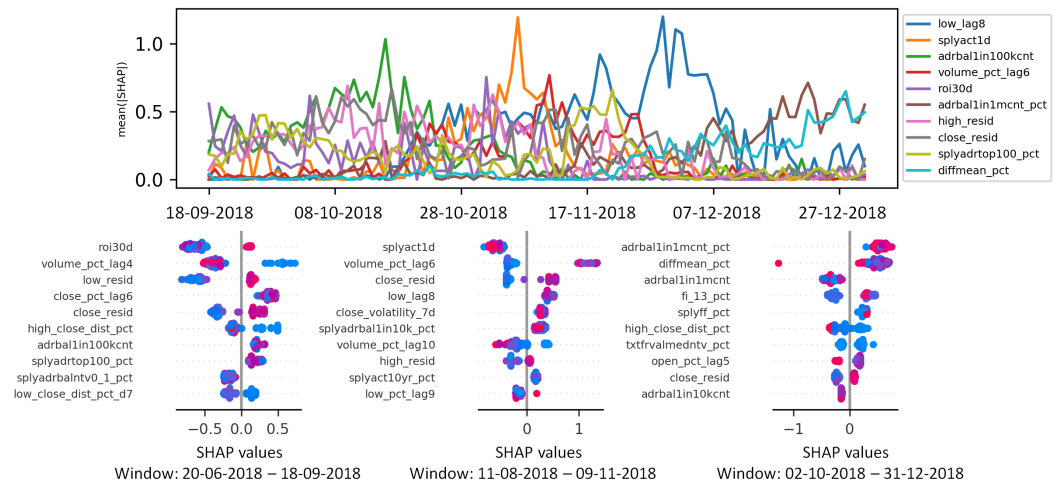 mean(|SHAP|)
1.0
0.5
0.0
18-09-2018
08-10-2018
28-10-2018
17-11-2018
07-12-2018
27-12-2018
low_lag8
splyact1d
adrbal1in100kcnt
volume_pct_lag6
roi30d
adrbal1in1mcnt_pct
high_resid
close_resid
splyadrtop100_pct
diffmean_pct
roi30d
volume_pct_lag4
low_resid
close_pct_lag6
close_resid
high_close_dist_pct
adrbal1in100kcnt
splyadrtop100_pct
splyadrbalntv0_1_pct
low_close_dist_pct_d7
−0.5
0.0
0.5
SHAP values
Window: 20-06-2018 – 18-09-2018
splyact1d
volume_pct_lag6
close_resid
low_lag8
close_volatility_7d
splyadrbal1in10k_pct
volume_pct_lag10
high_resid
splyact10yr_pct
low_pct_lag9
0
1
SHAP values
Window: 11-08-2018 – 09-11-2018
adrbal1in1mcnt_pct
diffmean_pct
adrbal1in1mcnt
fi_13_pct
splyff_pct
high_close_dist_pct
txtfrvalmedntv_pct
open_pct_lag5
close_resid
adrbal1in10kcnt
−1
0
SHAP values
Window: 02-10-2018 – 31-12-2018